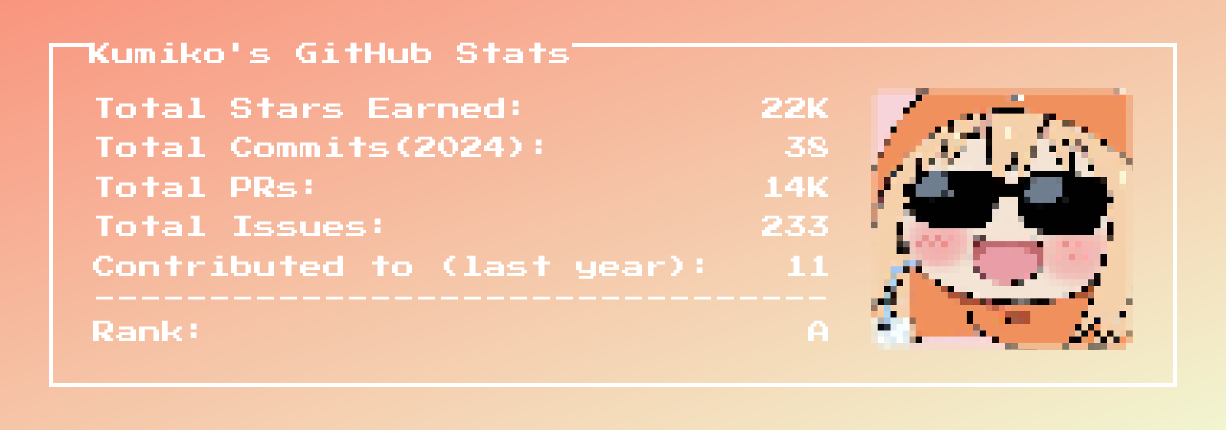 Kumiko's GitHub Stats
Total Stars Earned: 22K
Total Commits(2024): 38
Total PRs: 14K
Total Issues: 233
Contributed to (last year): 11
--------------------------------
Rank: A